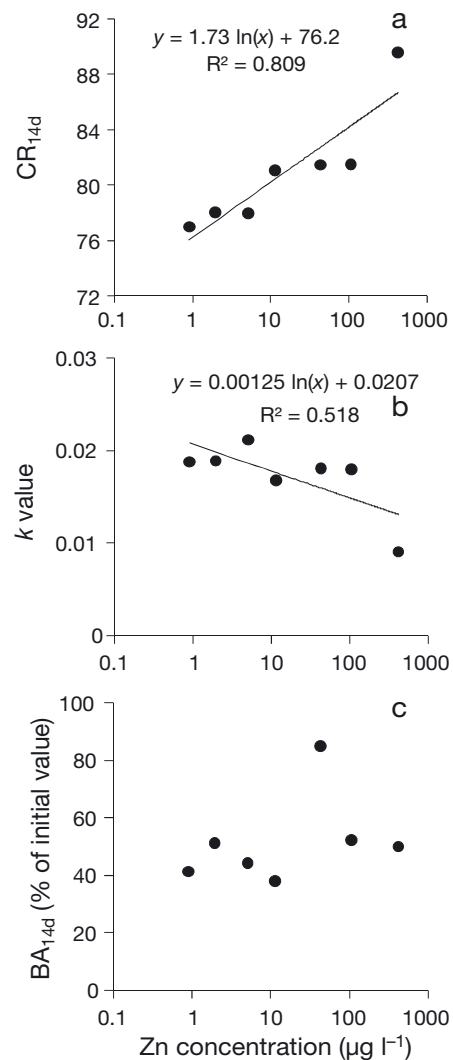 a
92
y = 1.73 ln(x) + 76.2
R² = 0.809
88
84
80
76
72
CR14d
0.1 1 10 100 1000
b
0.03
y = 0.00125 ln(x) + 0.0207
R² = 0.518
0.02
0.01
0
k value
0.1 1 10 100 1000
c
100
80
60
40
20
0
BA14d (% of initial value)
0.1 1 10 100 1000
Zn concentration (µg l⁻¹)